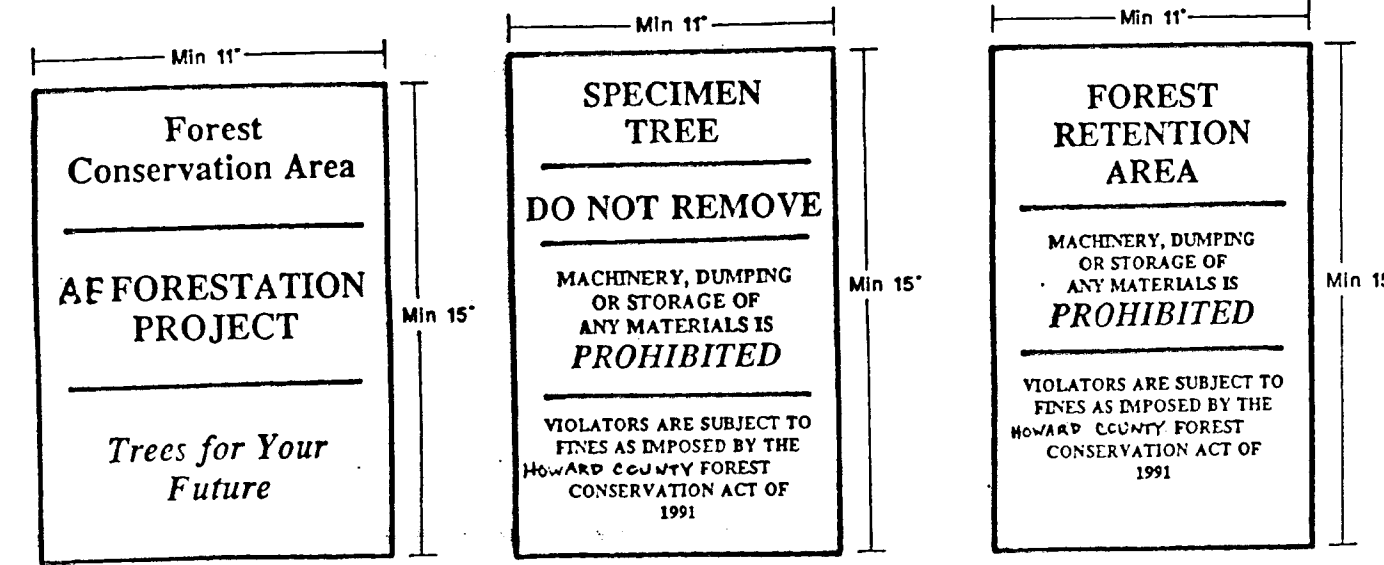 Min 11"
Forest
Conservation Area
AFFORESTATION
PROJECT
Trees for Your
Future
Min 15"
Min 11"
SPECIMEN
TREE
DO NOT REMOVE
MACHINERY, DUMPING
OR STORAGE OF
ANY MATERIALS IS
PROHIBITED
VIOLATORS ARE SUBJECT TO
FINES AS IMPOSED BY THE
HOWARD COUNTY FOREST
CONSERVATION ACT OF
1991
Min 15"
Min 11"
FOREST
RETENTION
AREA
MACHINERY, DUMPING
OR STORAGE OF
ANY MATERIALS IS
PROHIBITED
VIOLATORS ARE SUBJECT TO
FINES AS IMPOSED BY THE
HOWARD COUNTY FOREST
CONSERVATION ACT OF
1991
Min 15